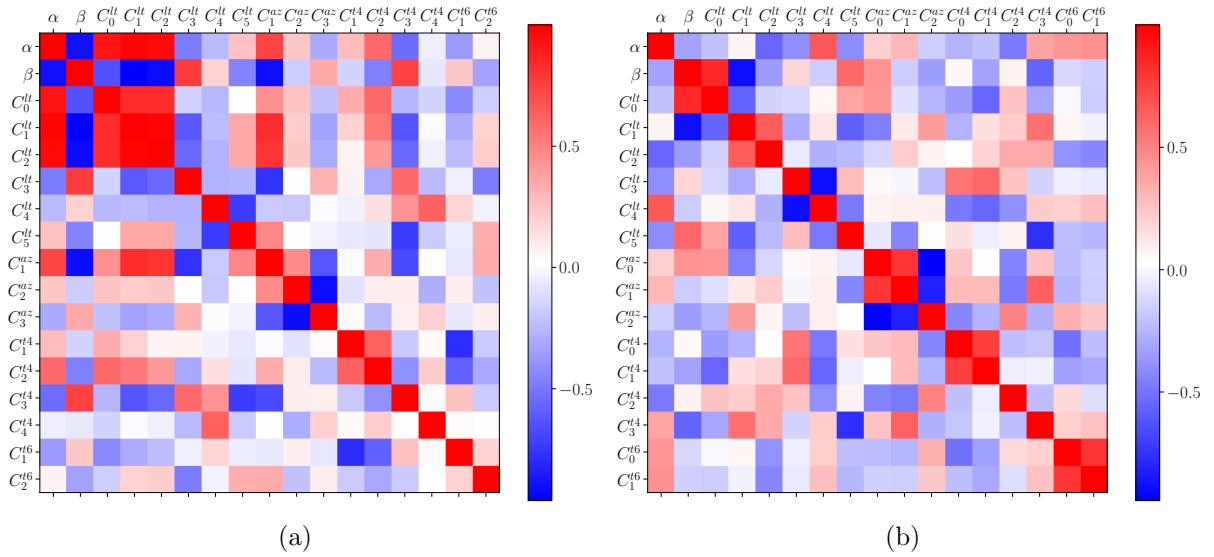 α β C_0^{lt} C_1^{lt} C_2^{lt} C_3^{lt} C_4^{lt} C_5^{lt} C_1^{az} C_2^{az} C_3^{az} C_1^{t4} C_2^{t4} C_3^{t4} C_4^{t4} C_1^{t6} C_2^{t6}
α
β
C_0^{lt}
C_1^{lt}
C_2^{lt}
C_3^{lt}
C_4^{lt}
C_5^{lt}
C_1^{az}
C_2^{az}
C_3^{az}
C_1^{t4}
C_2^{t4}
C_3^{t4}
C_4^{t4}
C_1^{t6}
C_2^{t6}
0.5
0.0
−0.5
(a)
α β C_0^{lt} C_1^{lt} C_2^{lt} C_3^{lt} C_4^{lt} C_5^{lt} C_0^{az} C_1^{az} C_2^{az} C_0^{t4} C_1^{t4} C_2^{t4} C_3^{t4} C_0^{t6} C_1^{t6}
α
β
C_0^{lt}
C_1^{lt}
C_2^{lt}
C_3^{lt}
C_4^{lt}
C_5^{lt}
C_0^{az}
C_1^{az}
C_2^{az}
C_0^{t4}
C_1^{t4}
C_2^{t4}
C_3^{t4}
C_0^{t6}
C_1^{t6}
0.5
0.0
−0.5
(b)